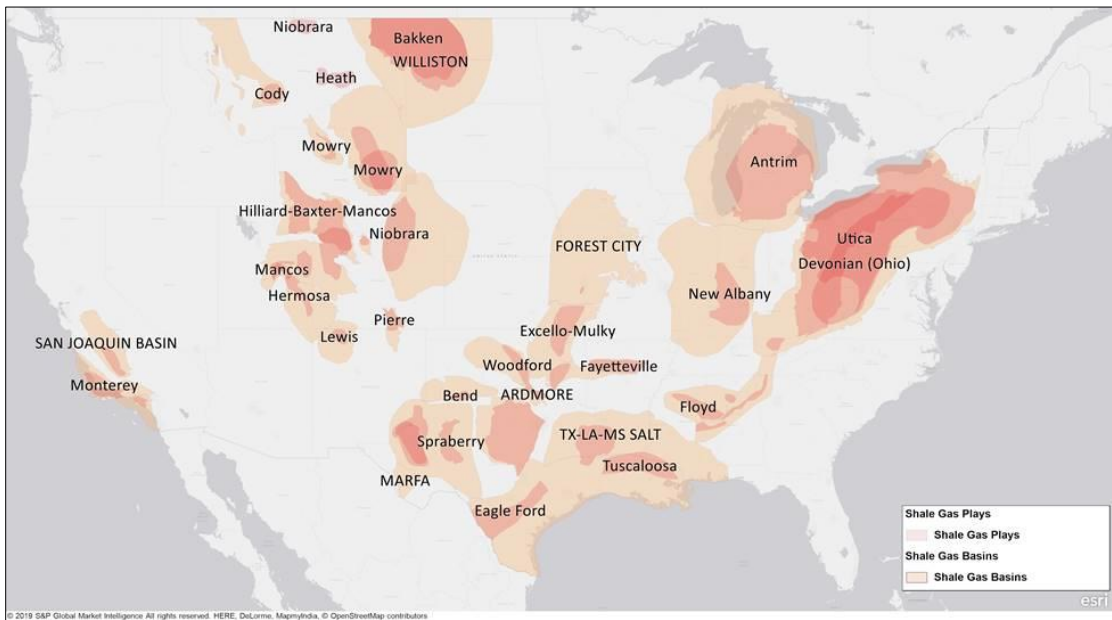 Niobrara
Bakken
WILLISTON
Heath
Cody
Mowry
Mowry
Antrim
Hilliard-Baxter-Mancos
Niobrara
Utica
FOREST CITY
Devonian (Ohio)
Mancos
Hermosa
New Albany
Pierre
Excello-Mulky
Lewis
SAN JOAQUIN BASIN
Woodford
Fayetteville
Monterey
Bend
ARDMORE
Floyd
Spraberry
TX-LA-MS SALT
Tuscaloosa
MARFA
Eagle Ford
Shale Gas Plays
Shale Gas Plays
Shale Gas Basins
Shale Gas Basins
esri
© 2019 S&P Global Market Intelligence All rights reserved. HERE, DeLorme, MapmyIndia, © OpenStreetMap contributors